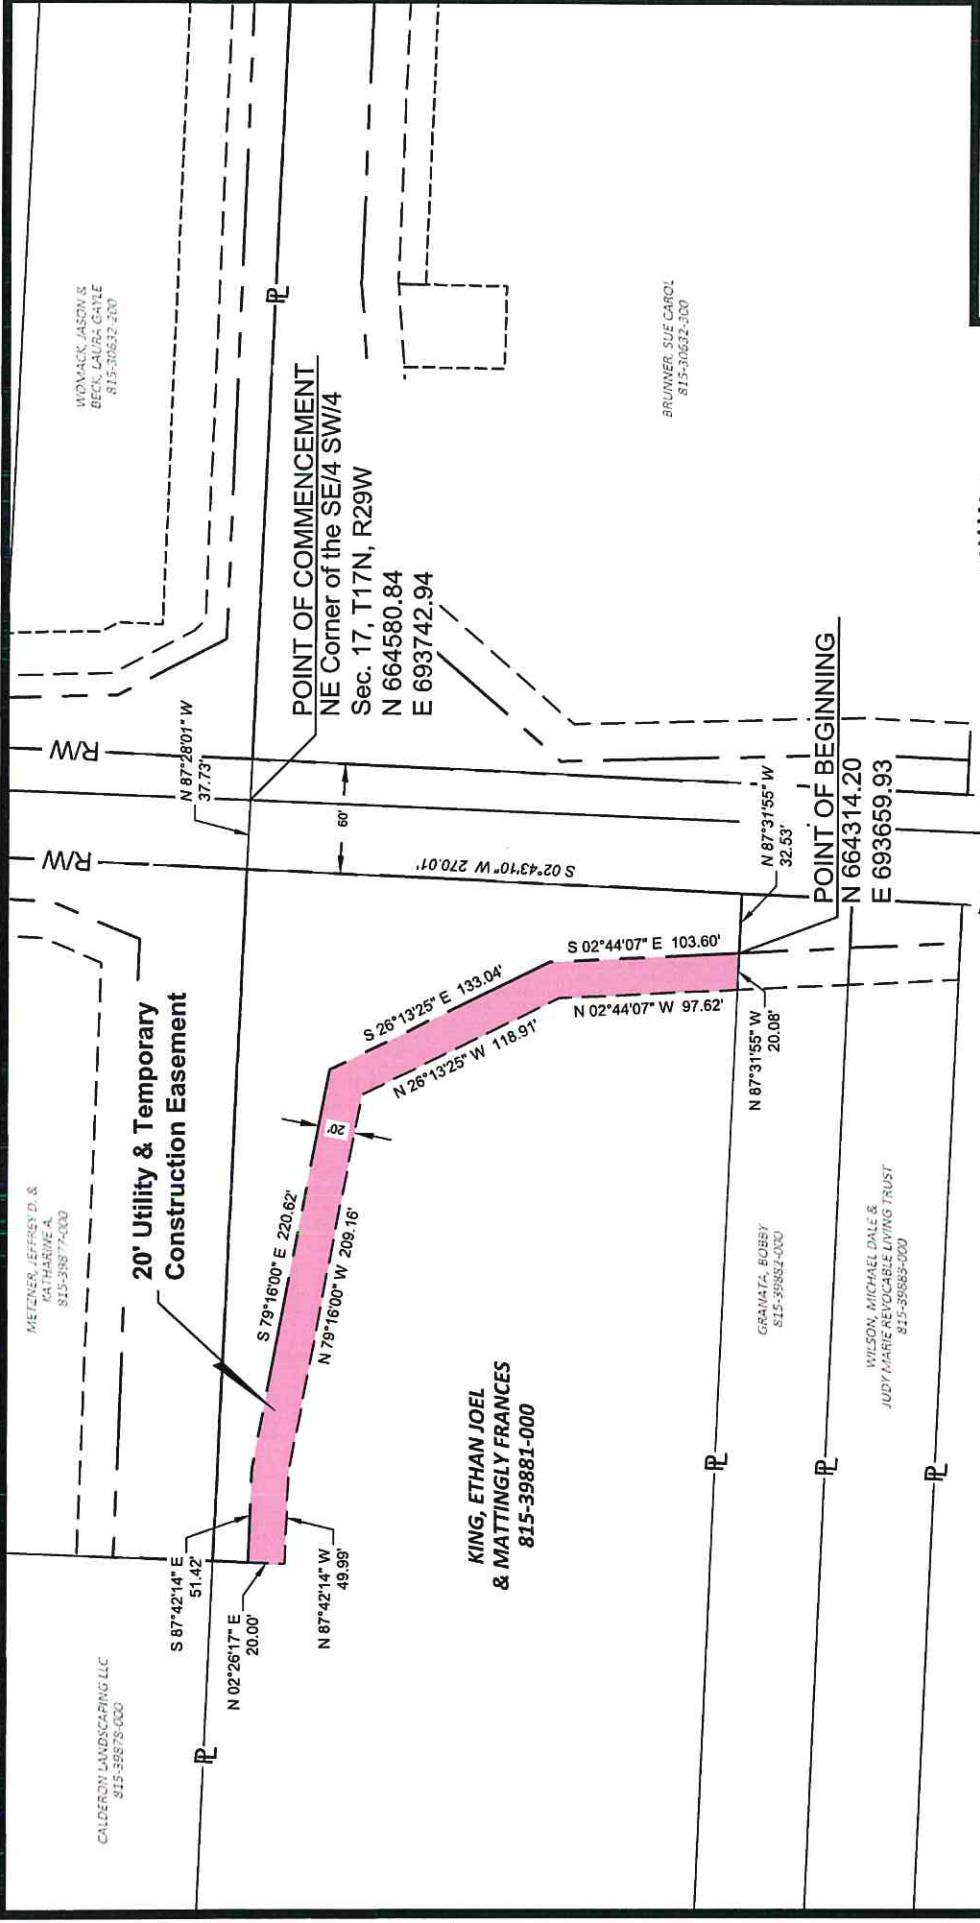 WOMACK, JASON &
BECK, LAURA GAYLE
815-30632-200
METZNER, JEFFREY D. &
KATHARINE A.
815-39877-000
CALDERON LANDSCAPING LLC
815-39878-000
R/W
R/W
N 87°28'01" W
37.73'
POINT OF COMMENCEMENT
NE Corner of the SE/4 SW/4
Sec. 17, T17N, R29W
N 664580.84
E 693742.94
PL
60'
S 02°43'10" W 270.01'
20' Utility & Temporary
Construction Easement
S 87°42'14" E
51.42'
N 02°26'17" E
20.00'
N 87°42'14" W
49.99'
S 79°16'00" E 220.62'
N 79°16'00" W 209.16'
20'
S 26°13'25" E 133.04'
N 26°13'25" W 118.91'
S 02°44'07" E 103.60'
N 02°44'07" W 97.62'
N 87°31'55" W
20.08'
N 87°31'55" W
32.53'
POINT OF BEGINNING
N 664314.20
E 693659.93
BRUNNER, SUE CAROL
815-30632-300
PL
KING, ETHAN JOEL
& MATTINGLY FRANCES
815-39881-000
GRANATA, BOBBY
815-39882-000
WILSON, MICHAEL DALE &
JUDY MARIE REVOCABLE LIVING TRUST
815-39883-000
PL
PL
PL